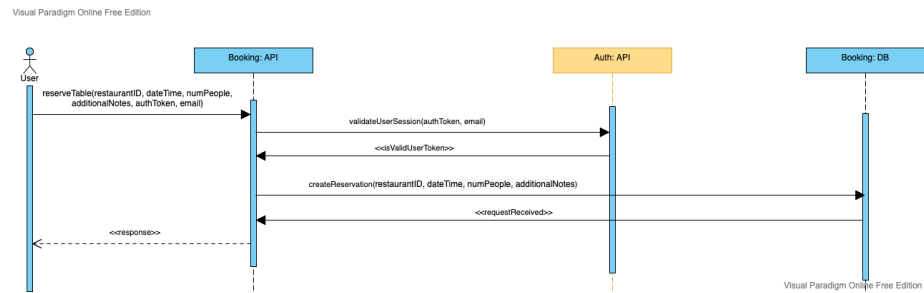 Visual Paradigm Online Free Edition
Booking: API
Auth: API
Booking: DB
User
reserveTable(restaurantID, dateTime, numPeople,
additionalNotes, authToken, email)
validateUserSession(authToken, email)
<<isValidUserToken>>
createReservation(restaurantID, dateTime, numPeople, additionalNotes)
<<requestReceived>>
<<response>>
Visual Paradigm Online Free Edition